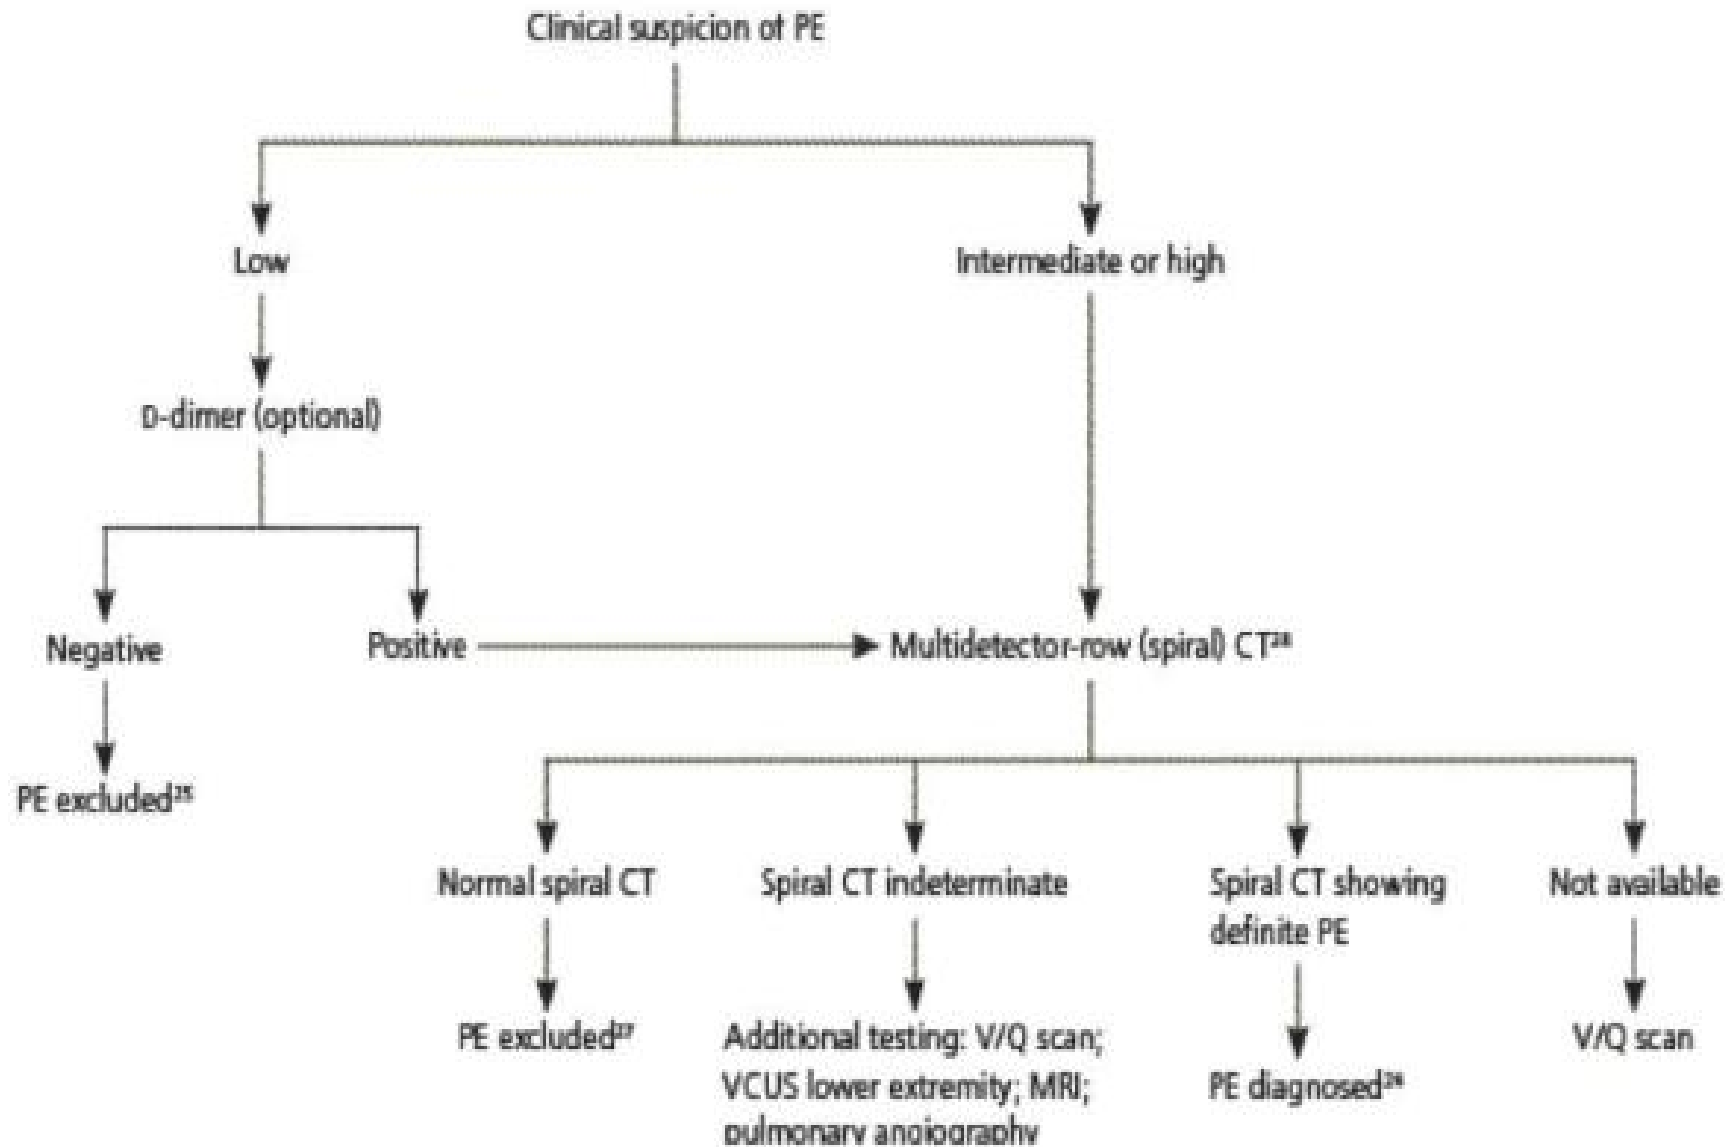 Clinical suspicion of PE
Low
Intermediate or high
D-dimer (optional)
Negative
Positive
Multidetector-row (spiral) CT
PE excluded
Normal spiral CT
Spiral CT indeterminate
Spiral CT showing
definite PE
Not available
PE excluded
Additional testing: V/Q scan;
VCUS lower extremity; MRI;
pulmonary angiography
PE diagnosed
V/Q scan